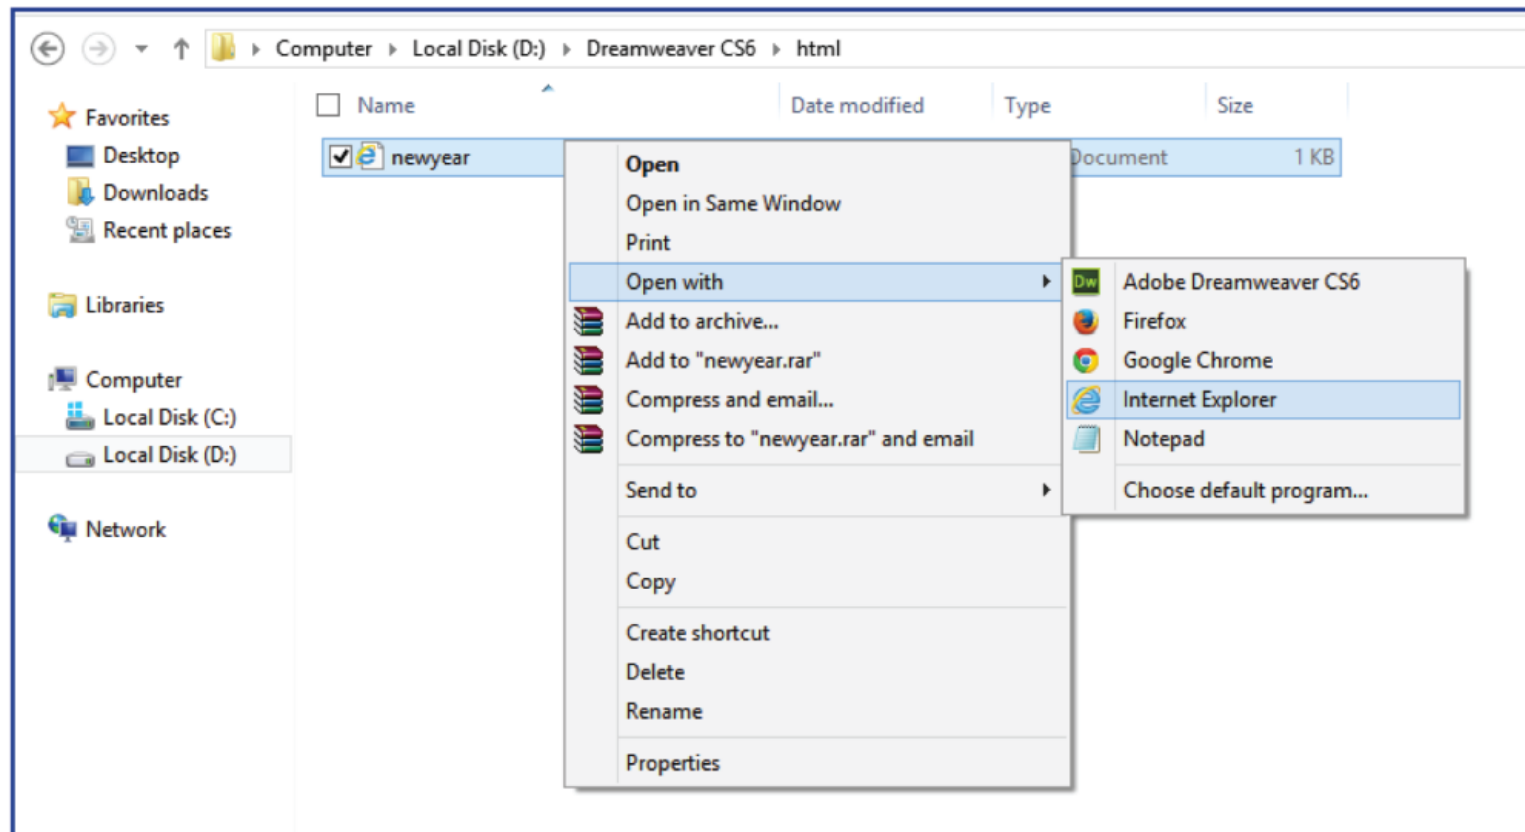 Computer Local Disk (D:) Dreamweaver CS6 html
Favorites
Desktop
Downloads
Recent places
Libraries
Computer
Local Disk (C:)
Local Disk (D:)
Network
Name Date modified Type Size
newyear Document 1 KB
Open
Open in Same Window
Print
Open with
Add to archive...
Add to "newyear.rar"
Compress and email...
Compress to "newyear.rar" and email
Send to
Cut
Copy
Create shortcut
Delete
Rename
Properties
Dw Adobe Dreamweaver CS6
Firefox
Google Chrome
Internet Explorer
Notepad
Choose default program...